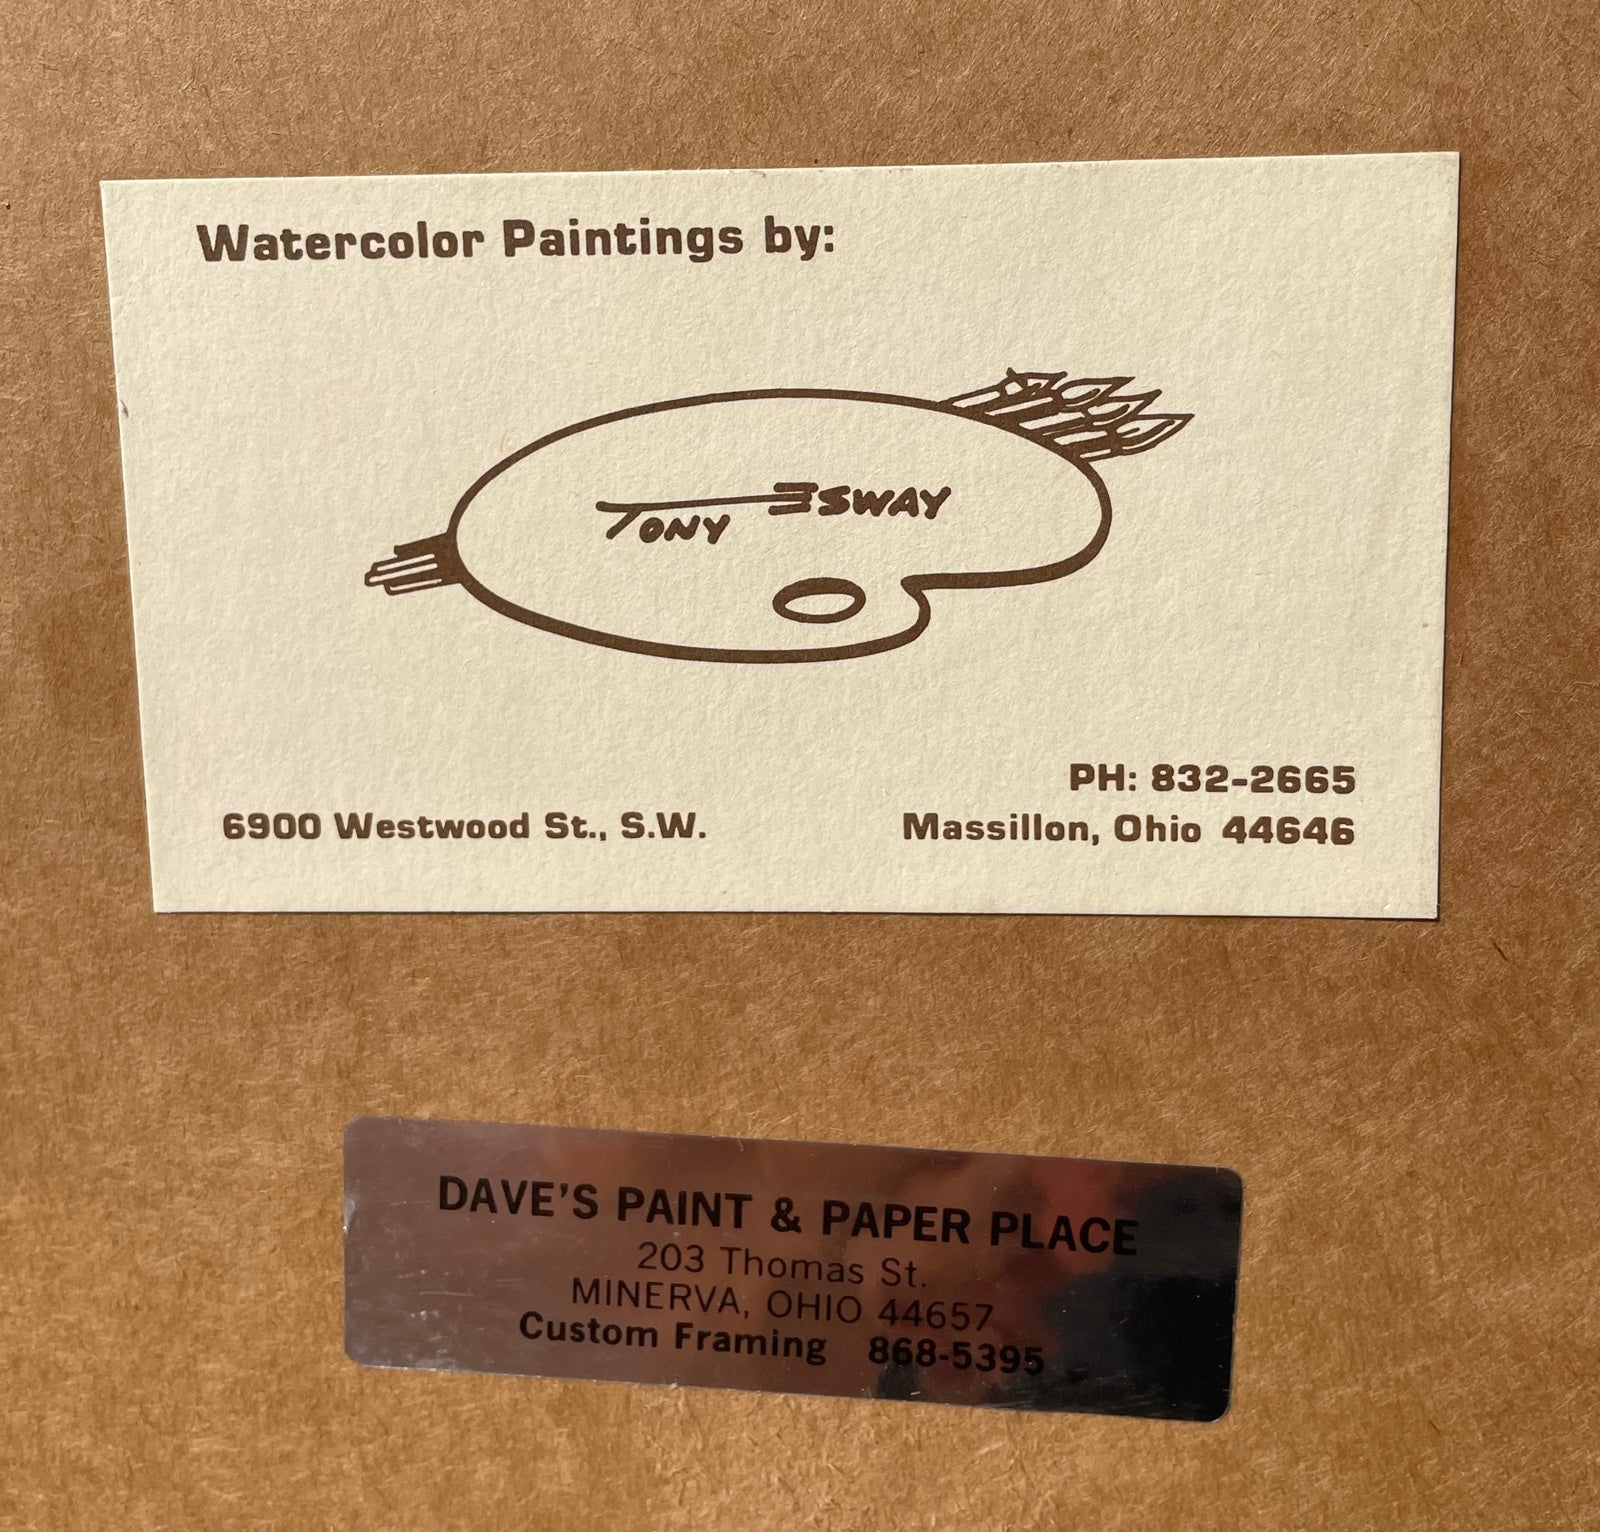 Watercolor Paintings by:
TONY ESWAY
PH: 832-2665
6900 Westwood St., S.W.
Massillon, Ohio 44646
DAVE'S PAINT & PAPER PLACE
203 Thomas St.
MINERVA, OHIO 44657
Custom Framing 868-5395